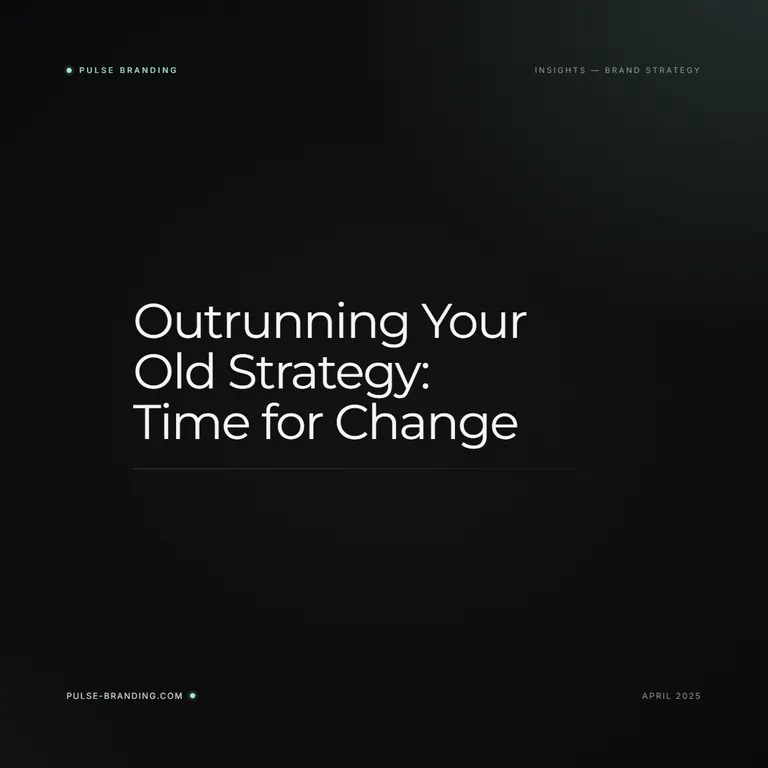 PULSE BRANDING
INSIGHTS — BRAND STRATEGY
Outrunning Your
Old Strategy:
Time for Change
PULSE-BRANDING.COM
APRIL 2025